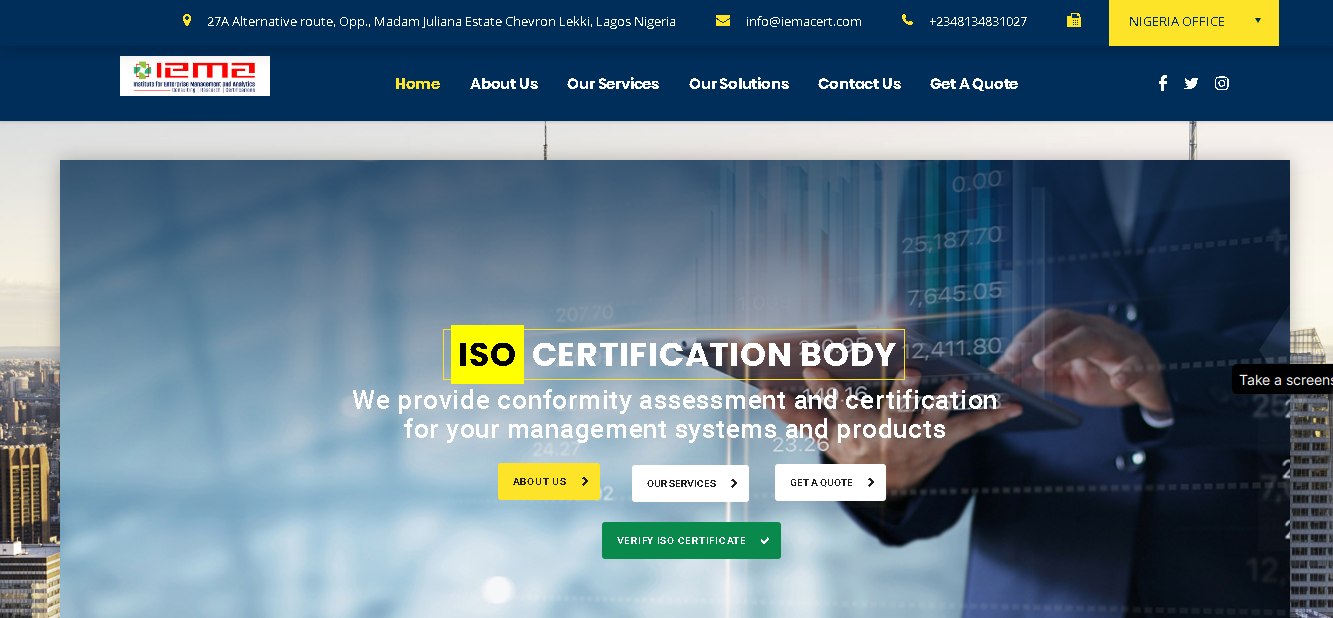 27A Alternative route, Opp., Madam Juliana Estate Chevron Lekki, Lagos Nigeria
info@iemacert.com
+2348134831027
NIGERIA OFFICE
iema
Institute for Enterprise Management and Analytics
Consulting | Research | Certifications
Home
About Us
Our Services
Our Solutions
Contact Us
Get A Quote
0.00
25,187.70
7,645.05
207.70
12,411.80
ISO CERTIFICATION BODY
Take a screens
We provide conformity assessment and certification
for your management systems and products
149.16
24.27
23.26
ABOUT US
OUR SERVICES
GET A QUOTE
VERIFY ISO CERTIFICATE
12,